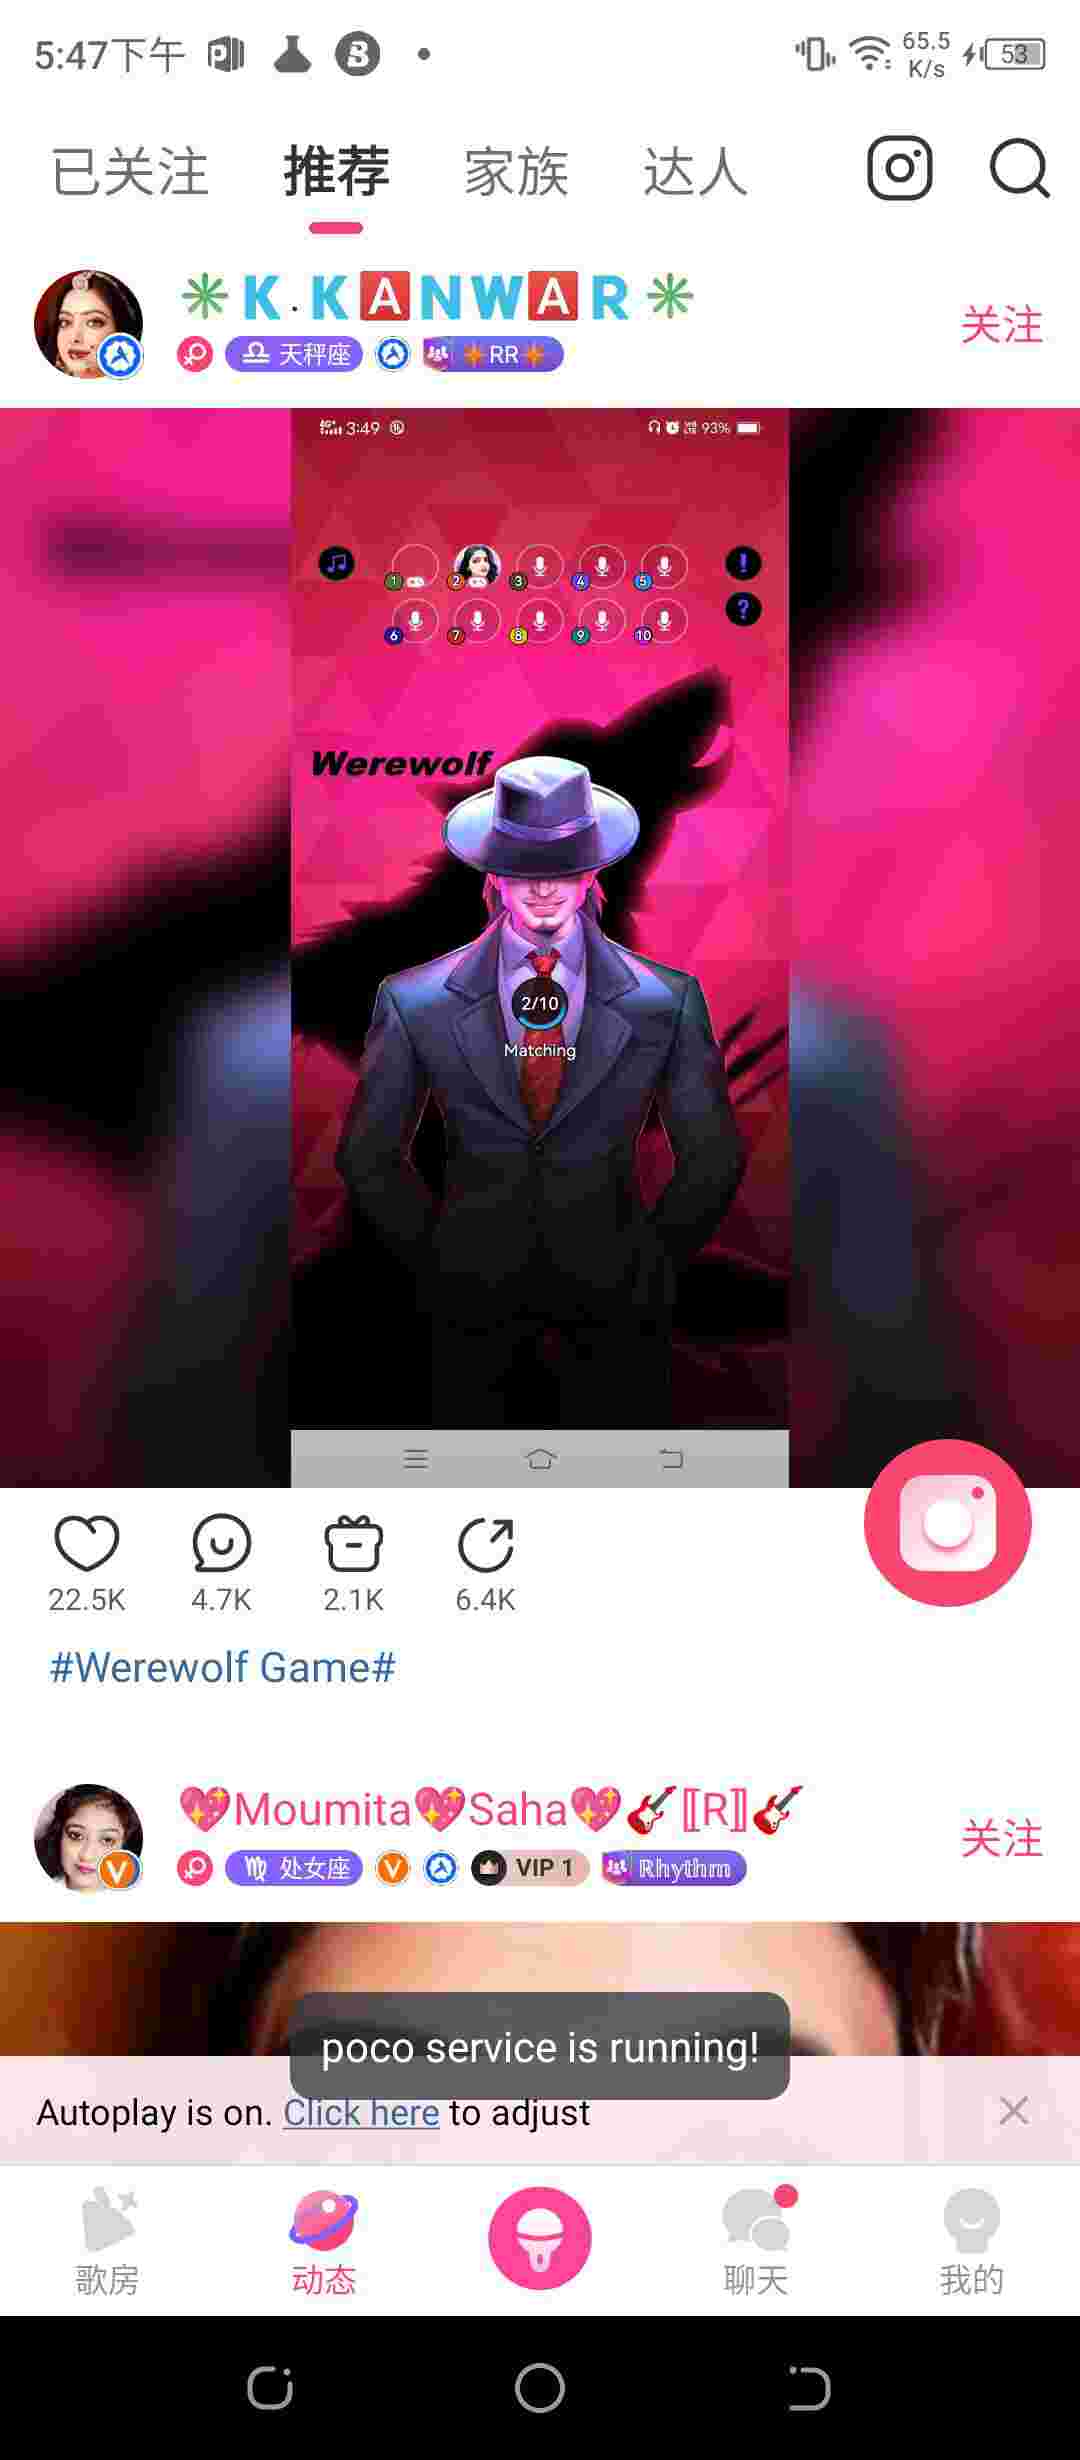 5:47下午
65.5
K/s
53
已关注 推荐 家族 达人
K.KANWAR
关注
天秤座 RR
3:49 93%
1 2 3 4 5
6 7 8 9 10
! ?
Werewolf
2/10
Matching
22.5K 4.7K 2.1K 6.4K
#Werewolf Game#
Moumita Saha 〚R〛
关注
V 处女座 V VIP 1 Rhythm
poco service is running!
Autoplay is on. Click here to adjust
歌房 动态 聊天 我的